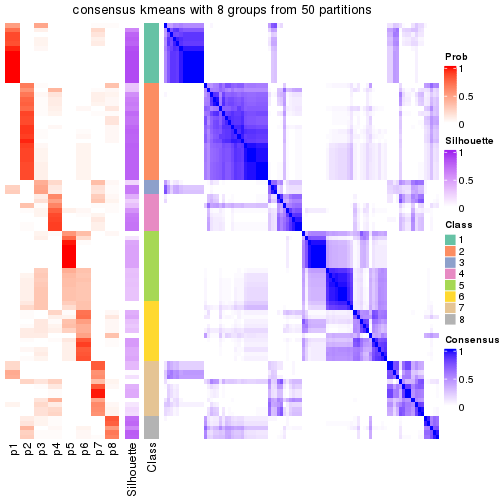 consensus kmeans with 8 groups from 50 partitions
Prob
1
0.5
0
Silhouette
1
0.5
0
Class
1
2
3
4
5
6
7
8
Consensus
1
0.5
0
p1
p2
p3
p4
p5
p6
p7
p8
Silhouette
Class